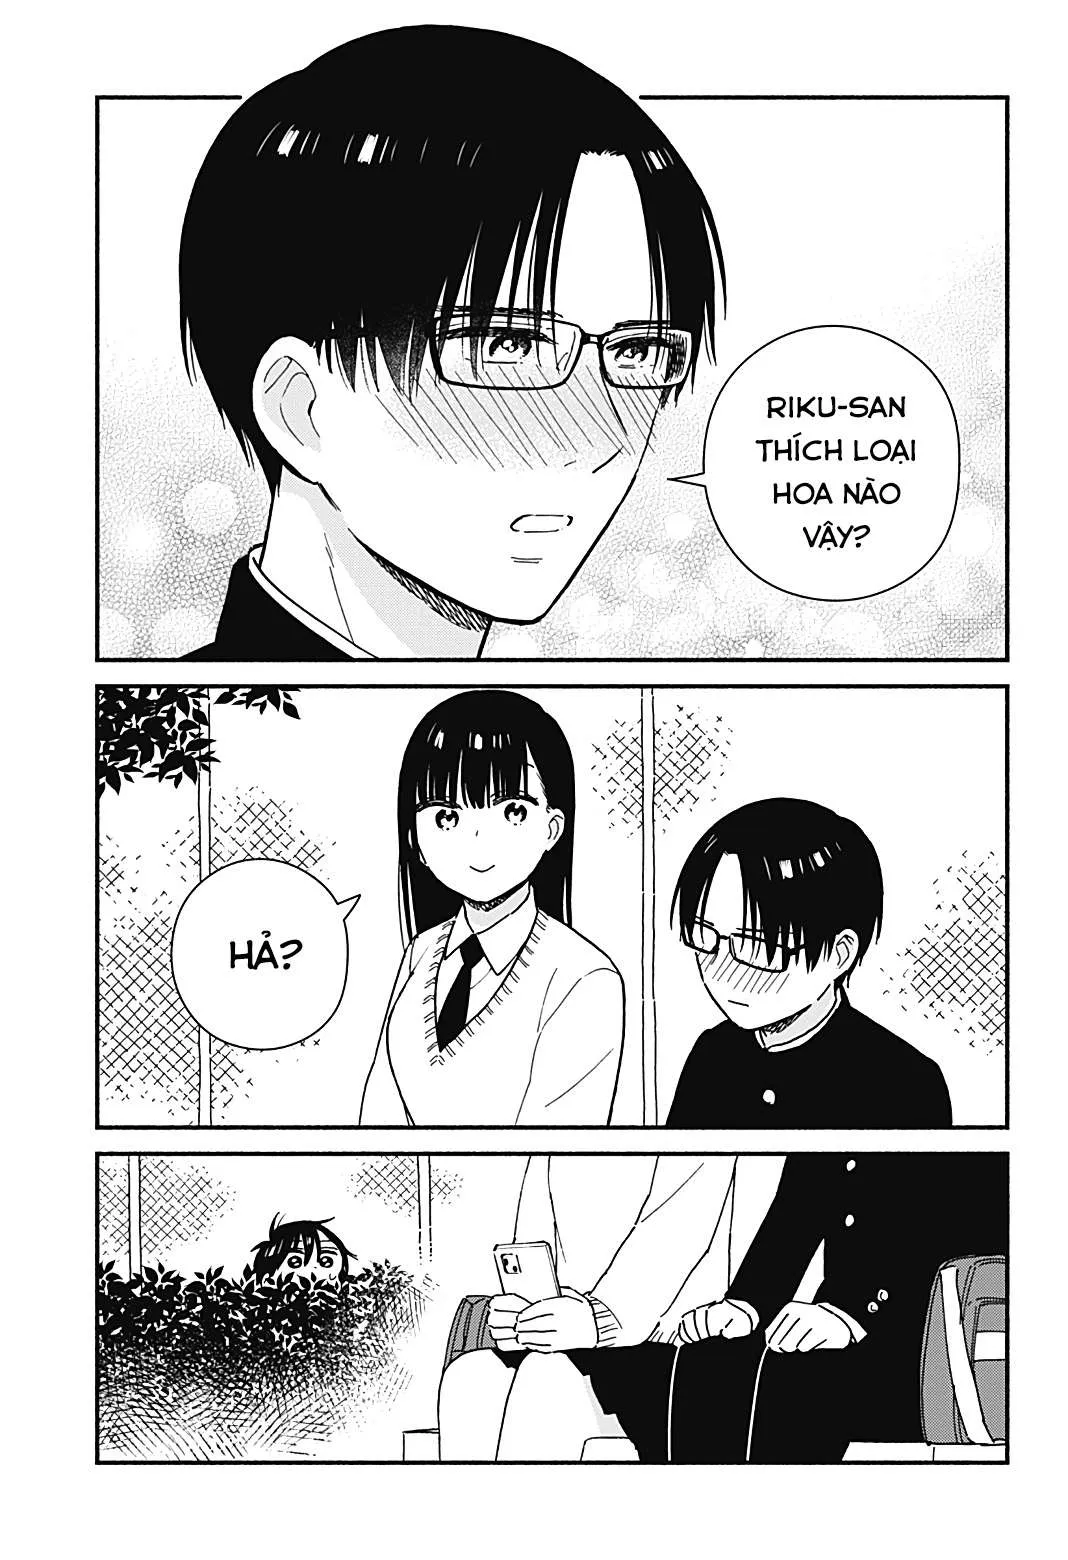 RIKU-SAN
THÍCH LOẠI
HOA NÀO
VẬY?
HẢ?